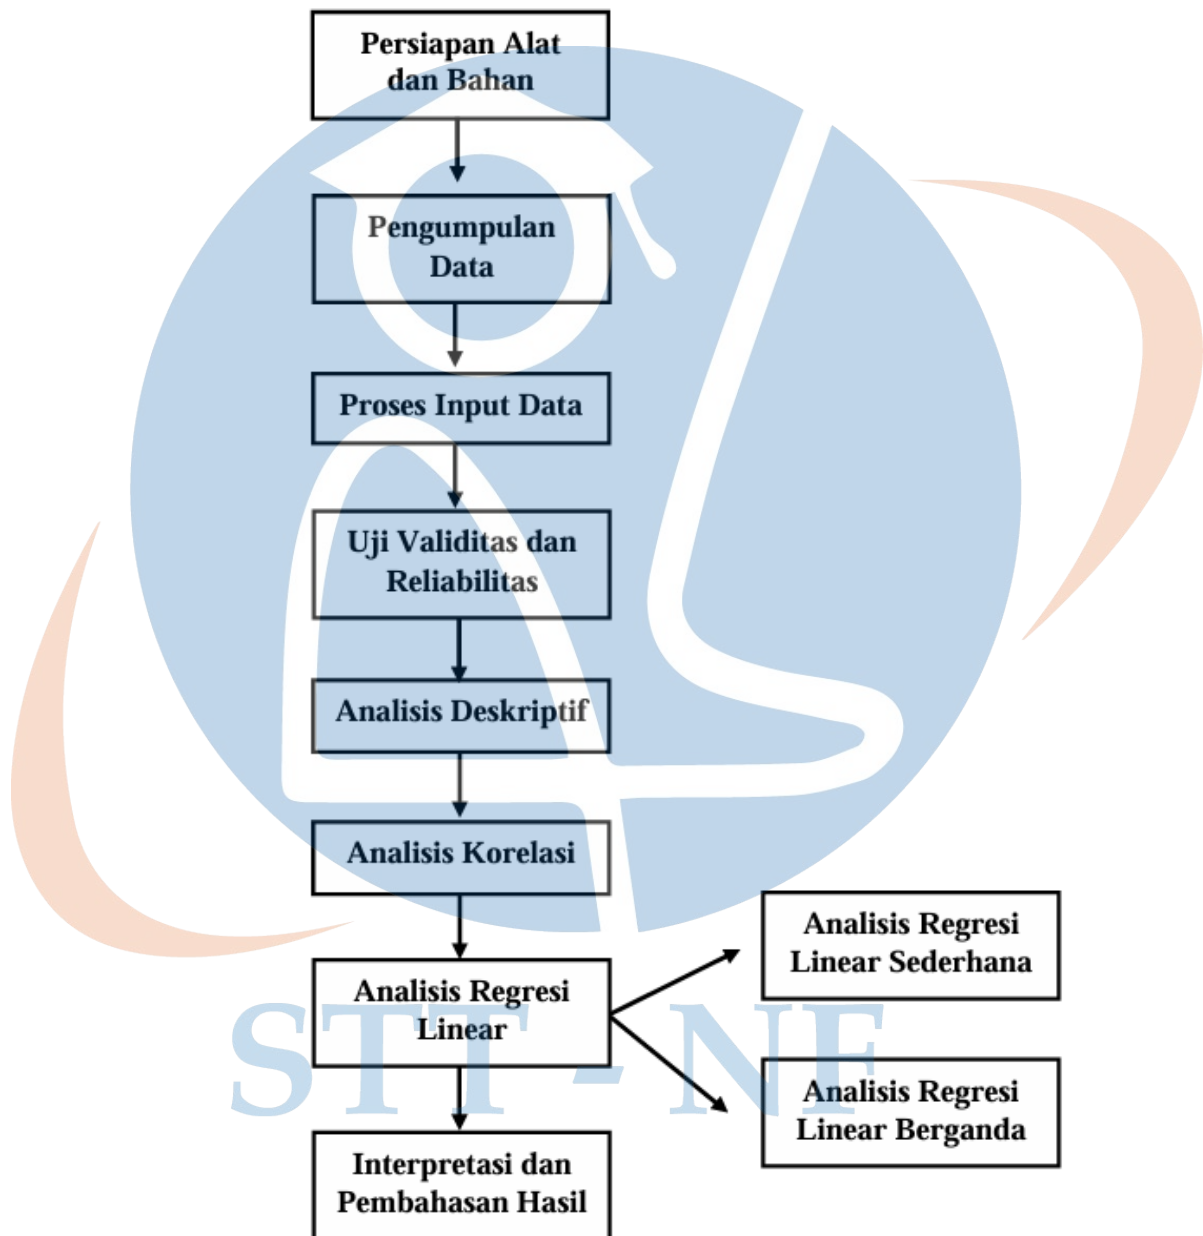 Persiapan Alat
dan Bahan
Pengumpulan
Data
Proses Input Data
Uji Validitas dan
Reliabilitas
Analisis Deskriptif
Analisis Korelasi
Analisis Regresi
Linear
Analisis Regresi
Linear Sederhana
Analisis Regresi
Linear Berganda
Interpretasi dan
Pembahasan Hasil
STT - NF